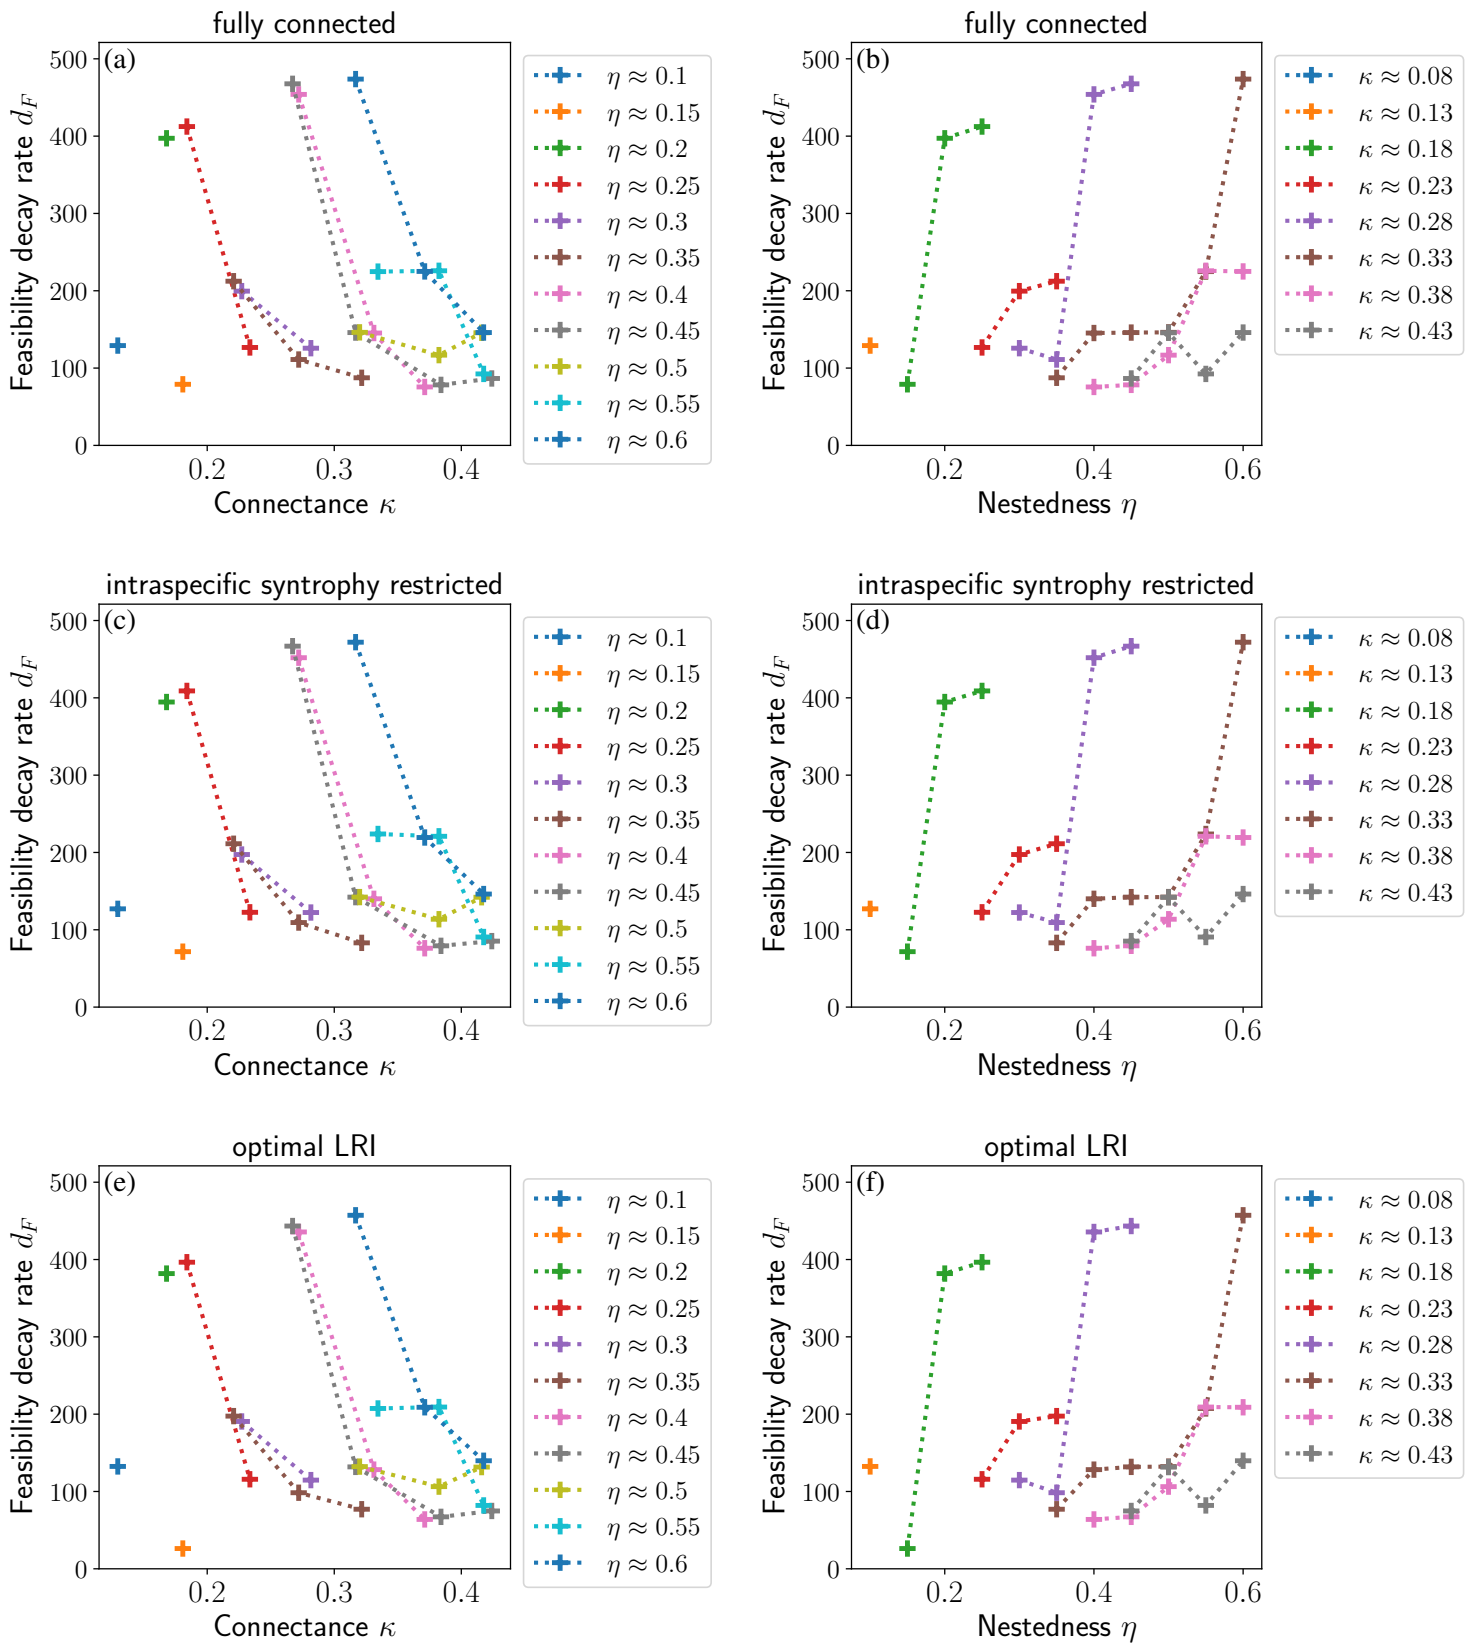 fully connected
(a)
500
400
300
200
100
0
Feasibility decay rate d_F
0.2
0.3
0.4
Connectance κ
η ≈ 0.1
η ≈ 0.15
η ≈ 0.2
η ≈ 0.25
η ≈ 0.3
η ≈ 0.35
η ≈ 0.4
η ≈ 0.45
η ≈ 0.5
η ≈ 0.55
η ≈ 0.6
fully connected
(b)
500
400
300
200
100
0
Feasibility decay rate d_F
0.2
0.4
0.6
Nestedness η
κ ≈ 0.08
κ ≈ 0.13
κ ≈ 0.18
κ ≈ 0.23
κ ≈ 0.28
κ ≈ 0.33
κ ≈ 0.38
κ ≈ 0.43
intraspecific syntrophy restricted
(c)
500
400
300
200
100
0
Feasibility decay rate d_F
0.2
0.3
0.4
Connectance κ
η ≈ 0.1
η ≈ 0.15
η ≈ 0.2
η ≈ 0.25
η ≈ 0.3
η ≈ 0.35
η ≈ 0.4
η ≈ 0.45
η ≈ 0.5
η ≈ 0.55
η ≈ 0.6
intraspecific syntrophy restricted
(d)
500
400
300
200
100
0
Feasibility decay rate d_F
0.2
0.4
0.6
Nestedness η
κ ≈ 0.08
κ ≈ 0.13
κ ≈ 0.18
κ ≈ 0.23
κ ≈ 0.28
κ ≈ 0.33
κ ≈ 0.38
κ ≈ 0.43
optimal LRI
(e)
500
400
300
200
100
0
Feasibility decay rate d_F
0.2
0.3
0.4
Connectance κ
η ≈ 0.1
η ≈ 0.15
η ≈ 0.2
η ≈ 0.25
η ≈ 0.3
η ≈ 0.35
η ≈ 0.4
η ≈ 0.45
η ≈ 0.5
η ≈ 0.55
η ≈ 0.6
optimal LRI
(f)
500
400
300
200
100
0
Feasibility decay rate d_F
0.2
0.4
0.6
Nestedness η
κ ≈ 0.08
κ ≈ 0.13
κ ≈ 0.18
κ ≈ 0.23
κ ≈ 0.28
κ ≈ 0.33
κ ≈ 0.38
κ ≈ 0.43